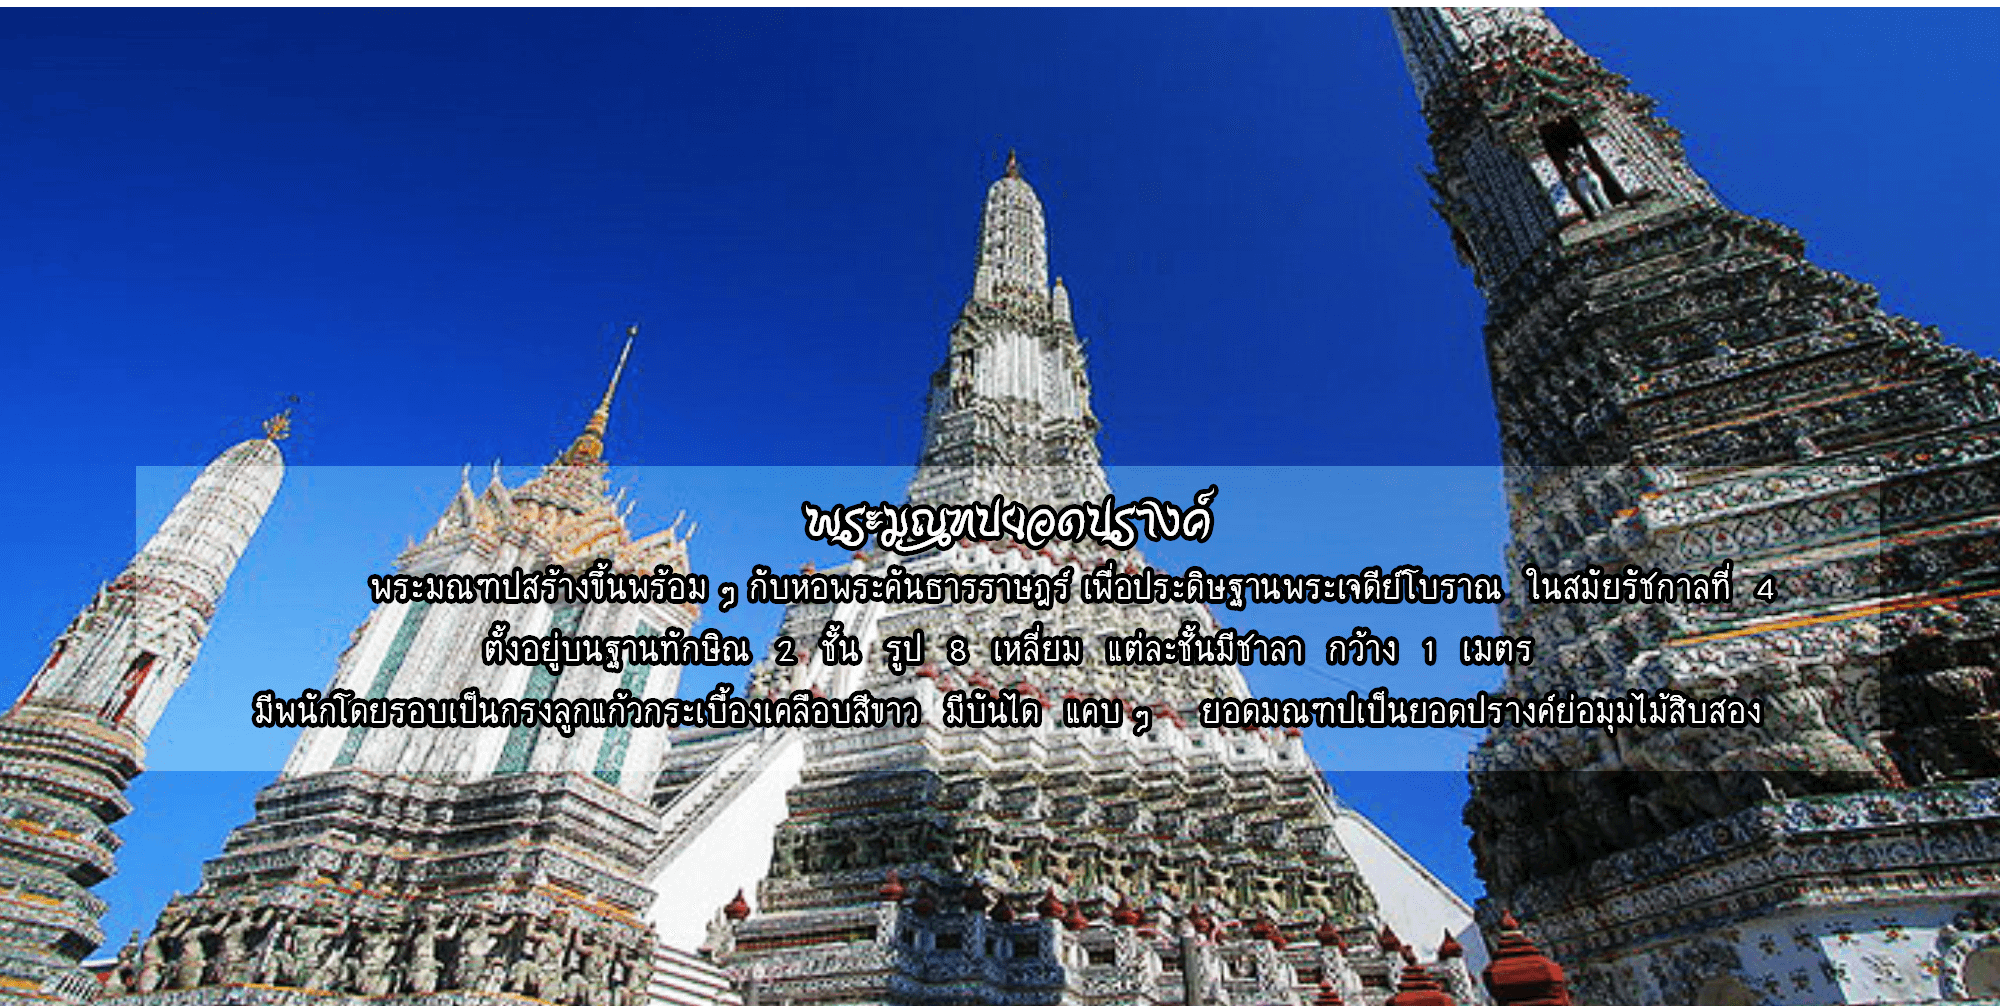 พระมณฑปยอดปรางค์
พระมณฑปสร้างขึ้นพร้อม ๆ กับหอพระคันธารราษฎร์ เพื่อประดิษฐานพระเจดีย์โบราณ ในสมัยรัชกาลที่ 4
ตั้งอยู่บนฐานทักษิณ 2 ชั้น รูป 8 เหลี่ยม แต่ละชั้นมีชาลา กว้าง 1 เมตร
มีพนักโดยรอบเป็นกรงลูกแก้วกระเบื้องเคลือบสีขาว มีบันได แคบ ๆ ยอดมณฑปเป็นยอดปรางค์ย่อมุมไม้สิบสอง